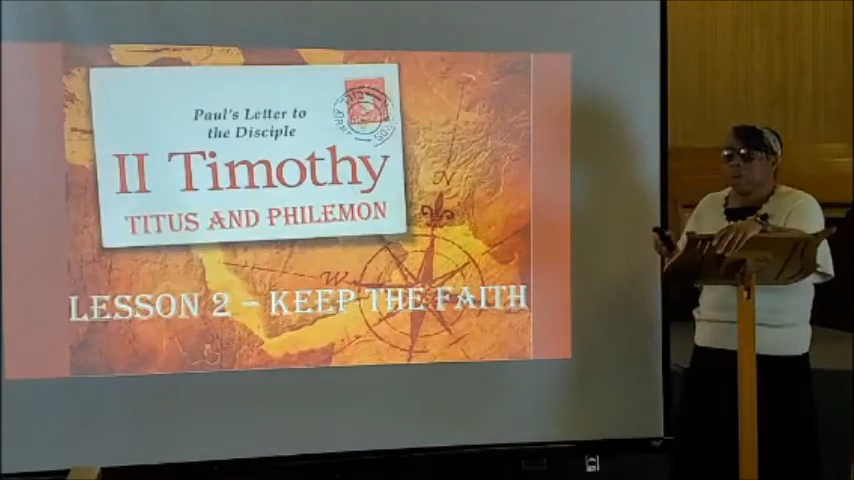 Paul's Letter to
the Disciple
II Timothy
TITUS AND PHILEMON
N
W
LESSON 2 – KEEP THE FAITH